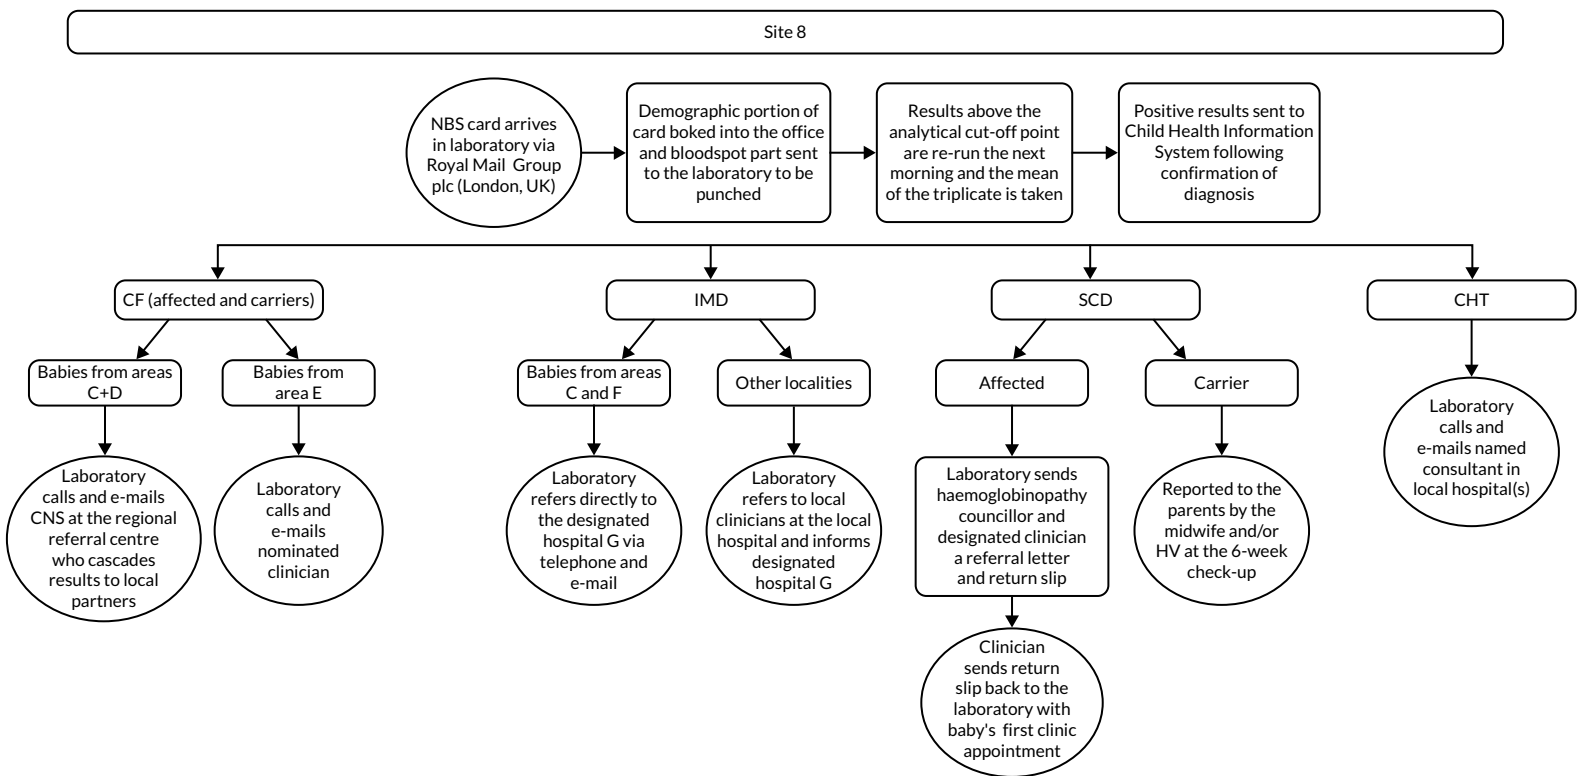 Site 8
NBS card arrives
in laboratory via
Royal Mail Group
plc (London, UK)
Demographic portion of
card boked into the office
and bloodspot part sent
to the laboratory to be
punched
Results above the
analytical cut-off point
are re-run the next
morning and the mean
of the triplicate is taken
Positive results sent to
Child Health Information
System following
confirmation of
diagnosis
CF (affected and carriers)
IMD
SCD
CHT
Babies from areas
C+D
Babies from
area E
Babies from areas
C and F
Other localities
Affected
Carrier
Laboratory
calls and e-mails
CNS at the regional
referral centre
who cascades
results to local
partners
Laboratory
calls and
e-mails
nominated
clinician
Laboratory
refers directly to
the designated
hospital G via
telephone and
e-mail
Laboratory
refers to local
clinicians at the local
hospital and informs
designated
hospital G
Laboratory sends
haemoglobinopathy
councillor and
designated clinician
a referral letter
and return slip
Reported to the
parents by the
midwife and/or
HV at the 6-week
check-up
Laboratory
calls and
e-mails named
consultant in
local hospital(s)
Clinician
sends return
slip back to the
laboratory with
baby's first clinic
appointment